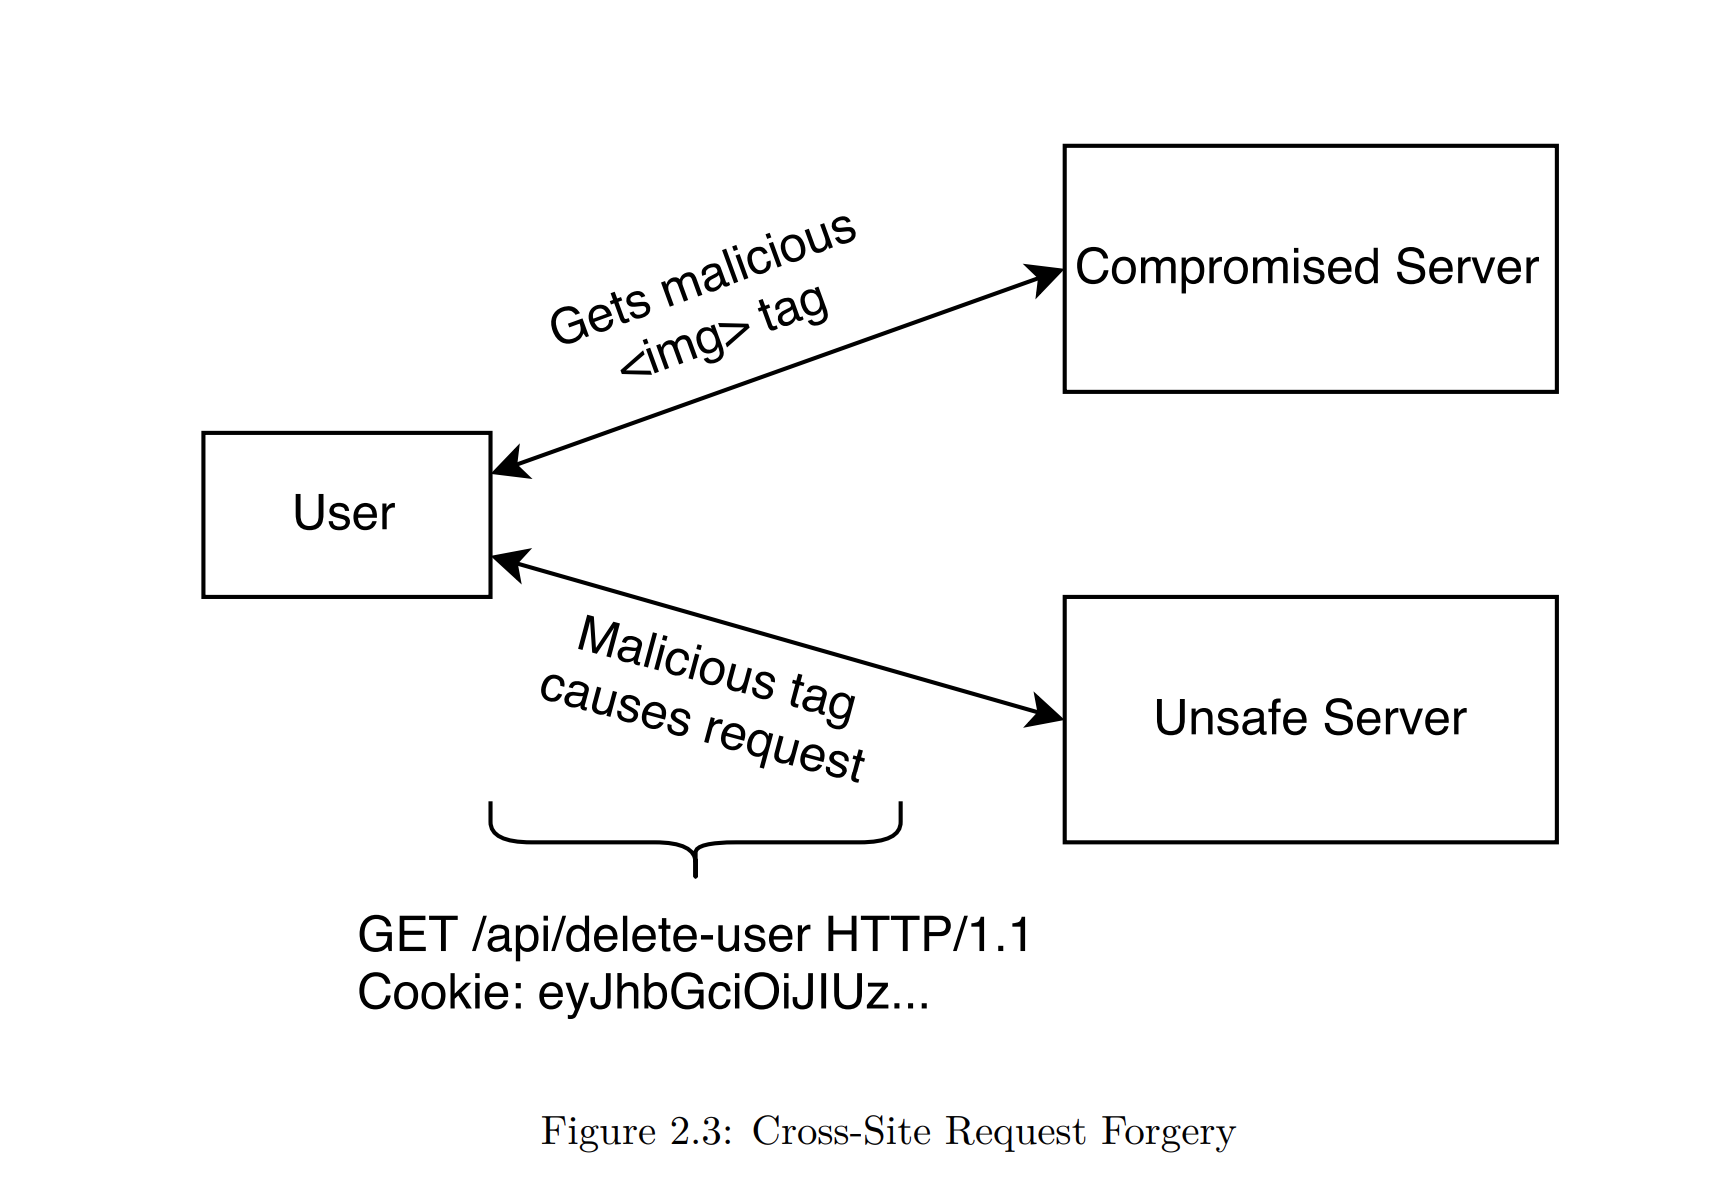 Gets malicious
<img> tag
Compromised Server
User
Malicious tag
causes request
Unsafe Server
GET /api/delete-user HTTP/1.1
Cookie: eyJhbGciOiJIUz...
Figure 2.3: Cross-Site Request Forgery